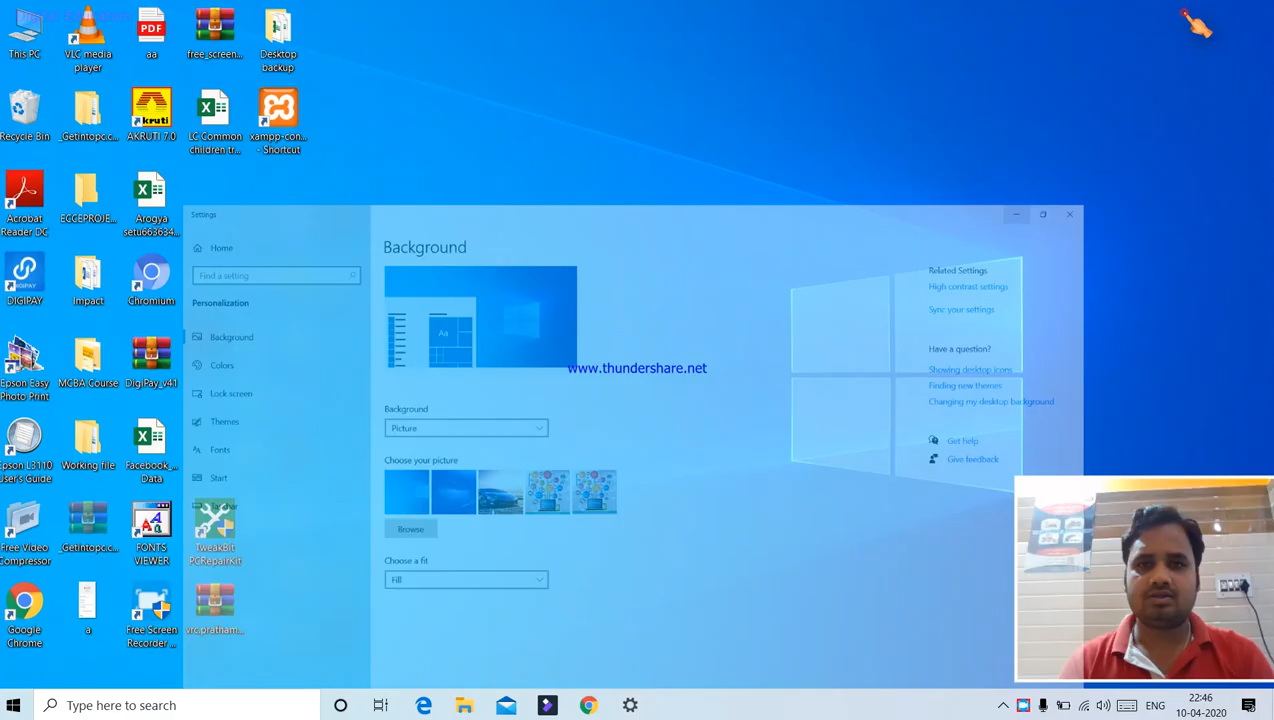 This PC
VLC media
player
PDF
aa
free_screen...
Desktop
backup
Recycle Bin
_Getintopc.c...
kruti
AKRUTI 7.0
LC Common
children tr...
xampp-con...
- Shortcut
Acrobat
Reader DC
ECCEPROJE...
Arogya
setu663634...
DIGIPAY
DIGIPAY
Impact
Chromium
Epson Easy
Photo Print
MCBA Course
DigiPay_v41
Epson L3110
User's Guide
Working file
Facebook_...
Data
Free Video
Compressor
_Getintopc.c...
FONTS
VIEWER
TweakBit
PCRepairKit
Google
Chrome
a
Free Screen
Recorder ...
vrc.pratham...
Settings
Home
Find a setting
Personalization
Background
Colors
Lock screen
Themes
Fonts
Start
Taskbar
Background
Aa
www.thundershare.net
Background
Picture
Choose your picture
Browse
Choose a fit
Fill
Related Settings
High contrast settings
Sync your settings
Have a question?
Showing desktop icons
Finding new themes
Changing my desktop background
Get help
Give feedback
Type here to search
ENG
22:46
10-04-2020